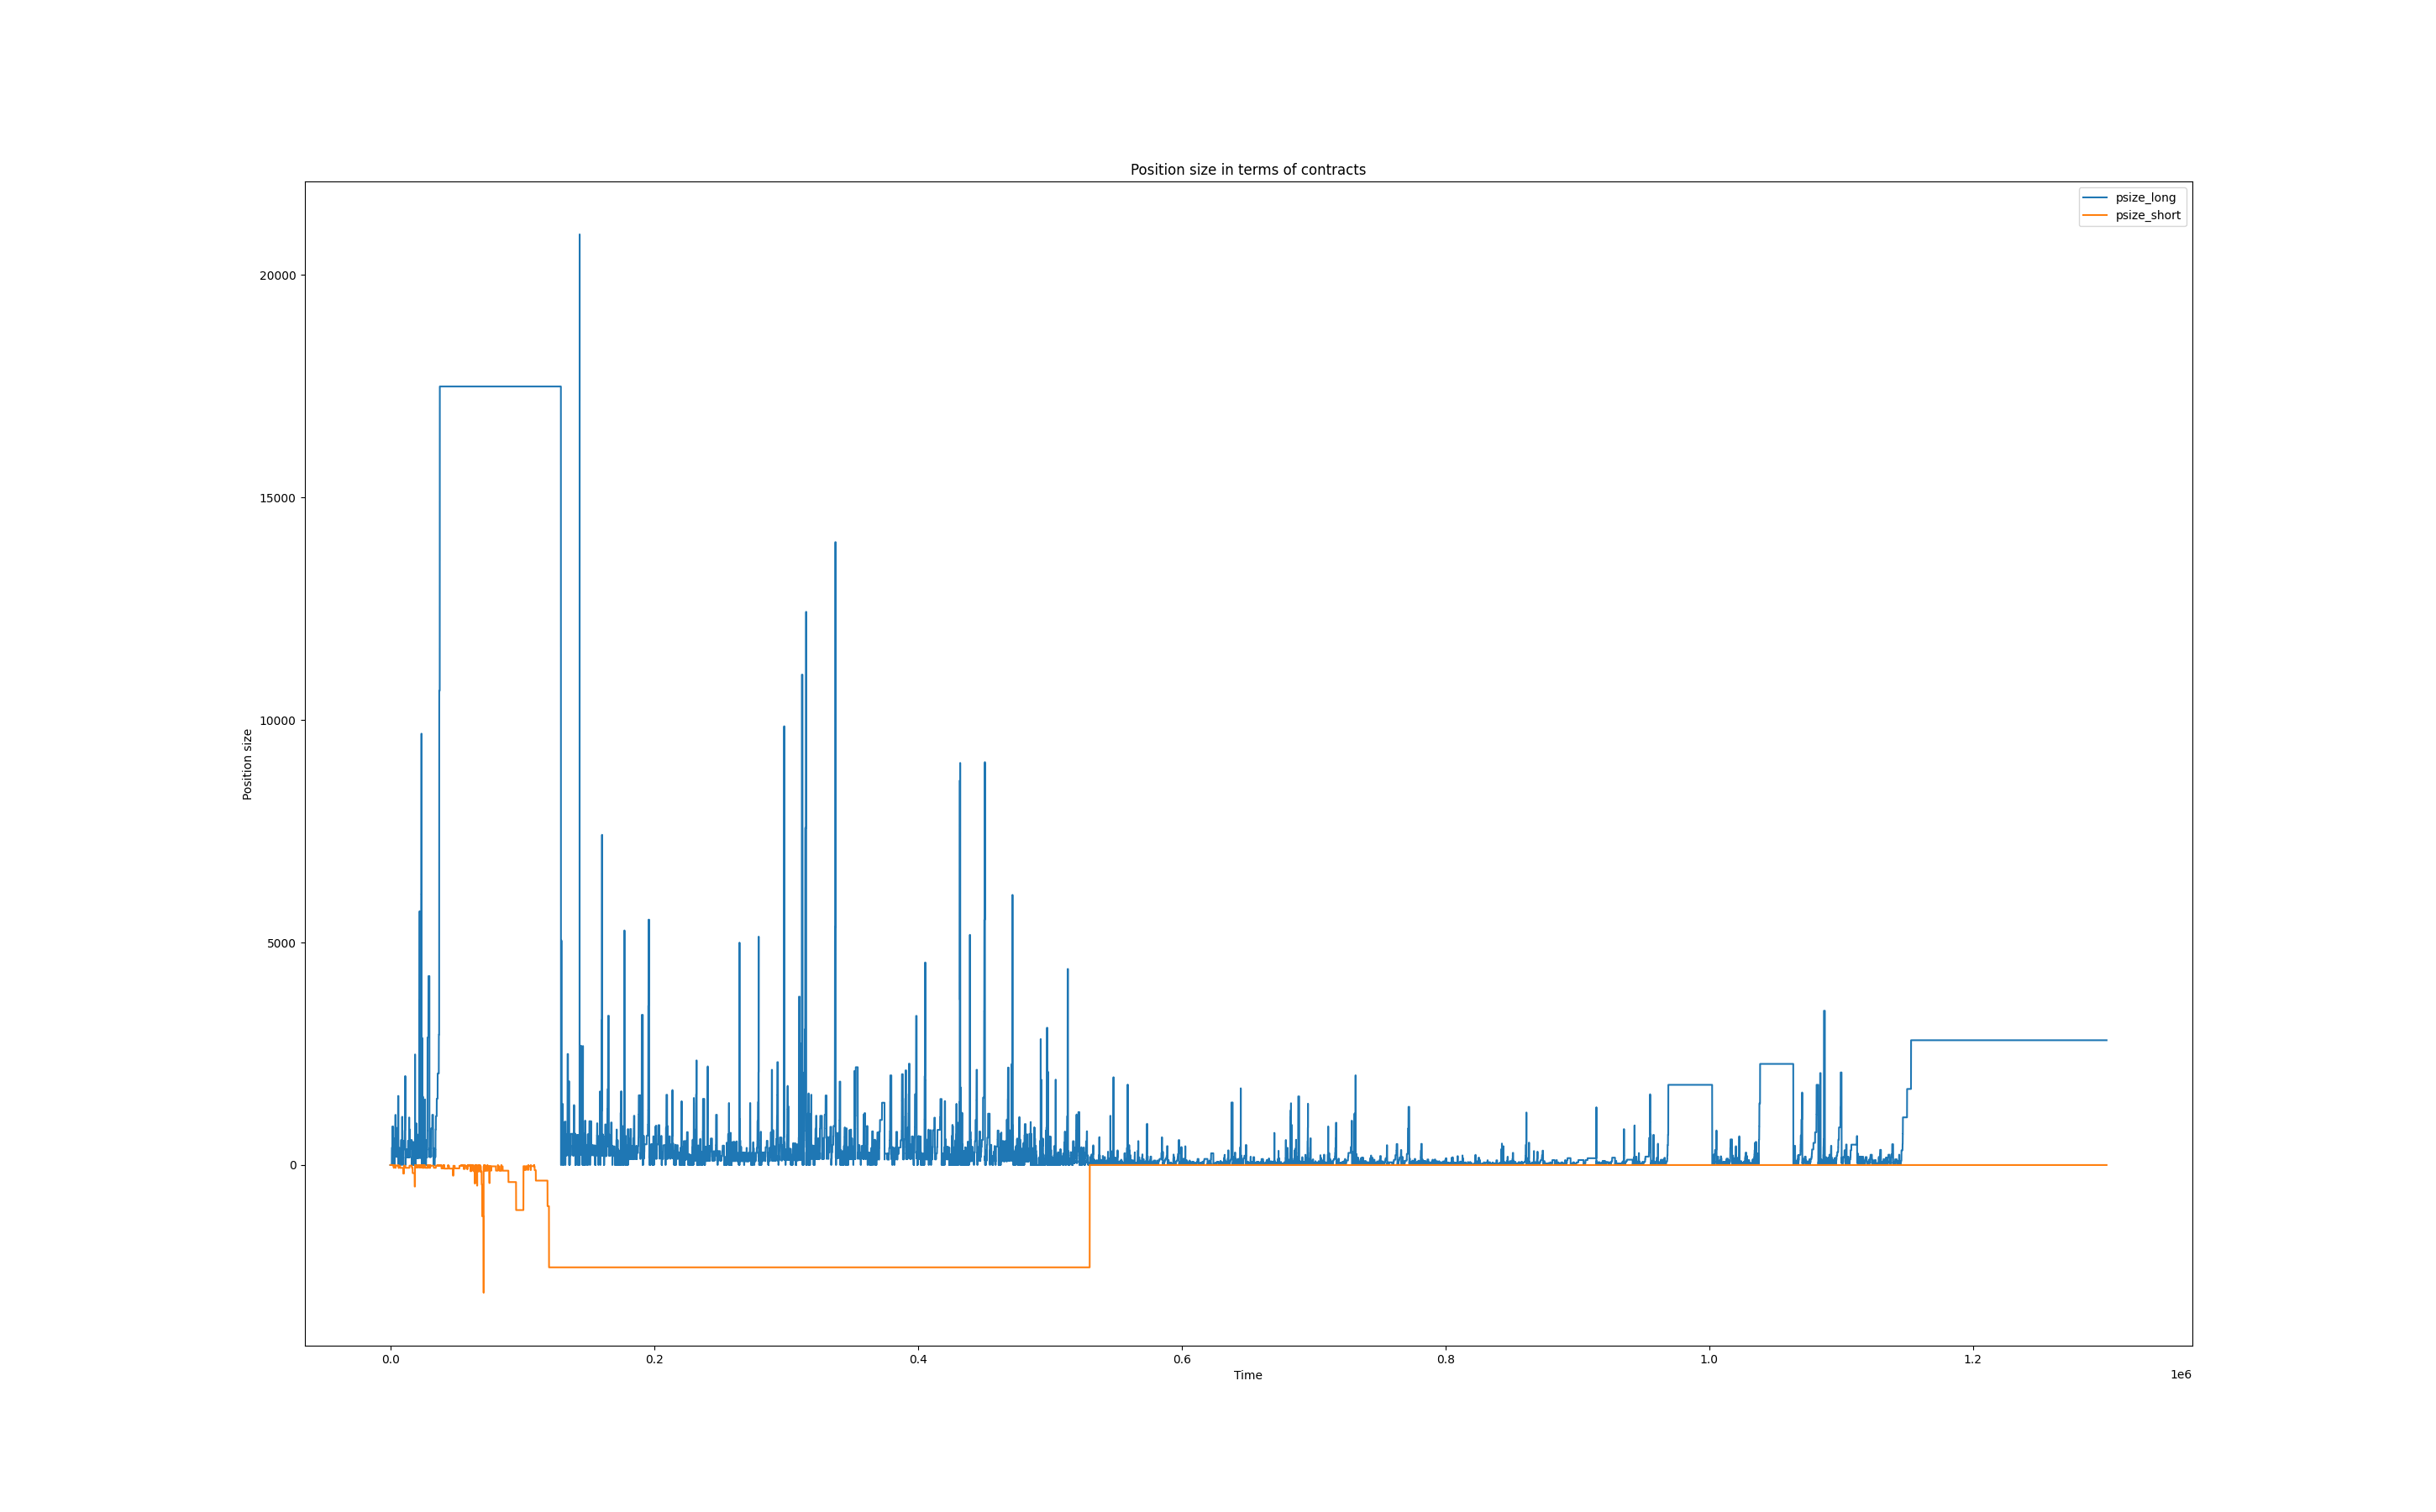 Position size in terms of contracts
psize_long
psize_short
20000
15000
10000
5000
0
Position size
0.0 0.2 0.4 0.6 0.8 1.0 1.2
Time
1e6